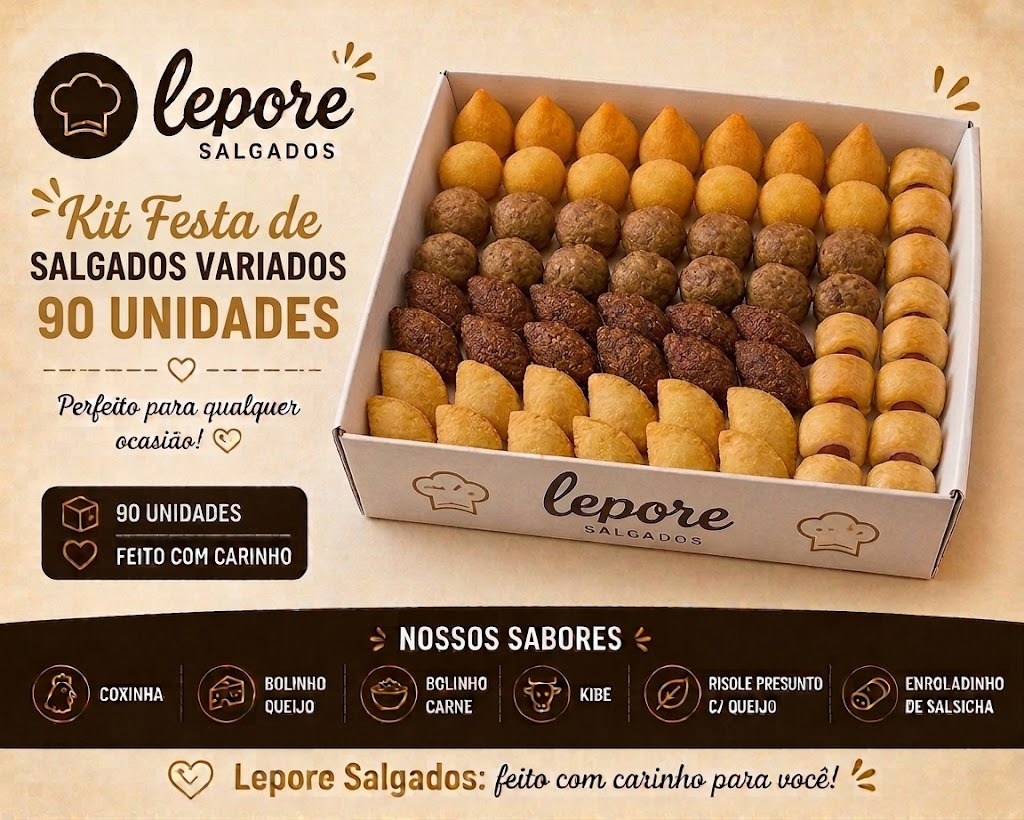 lepore
SALGADOS
Kit Festa de
SALGADOS VARIADOS
90 UNIDADES
Perfeito para qualquer
ocasião!
90 UNIDADES
FEITO COM CARINHO
lepore
SALGADOS
NOSSOS SABORES
COXINHA
BOLINHO
QUEIJO
BOLINHO
CARNE
KIBE
RISOLE PRESUNTO
C/ QUEIJO
ENROLADINHO
DE SALSICHA
Lepore Salgados: feito com carinho para você!